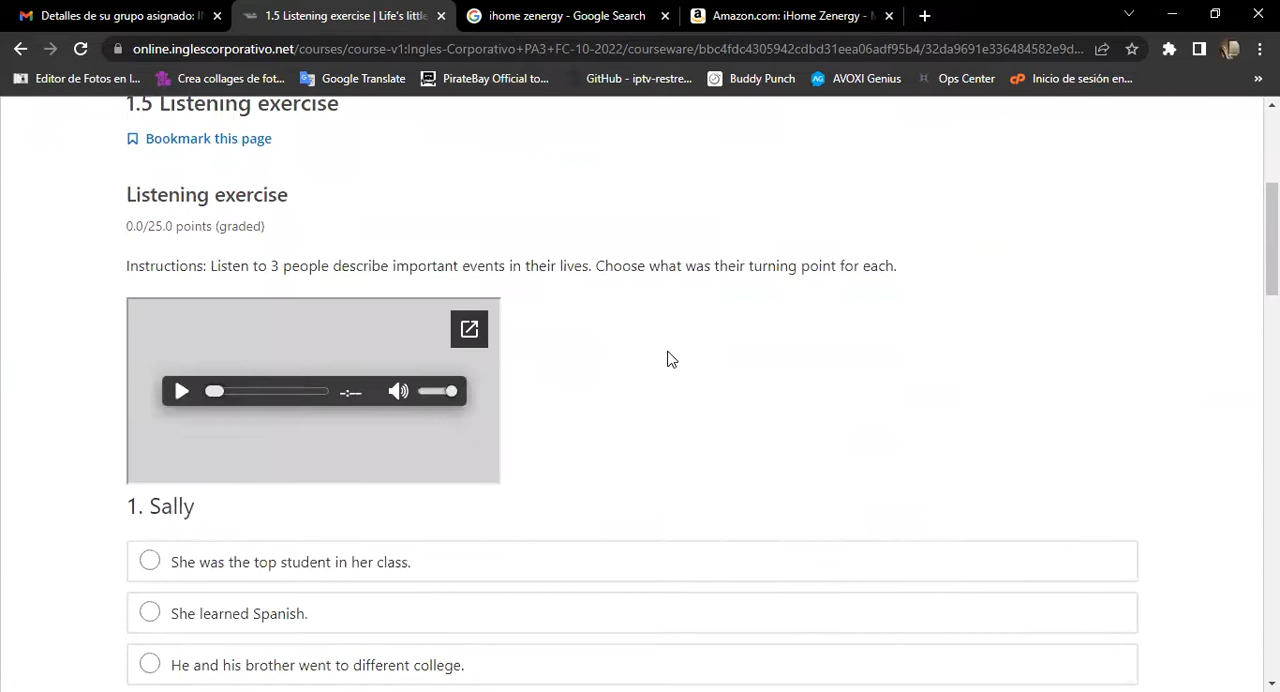 Detalles de su grupo asignado: I
1.5 Listening exercise | Life's little
ihome zenergy - Google Search
Amazon.com: iHome Zenergy -
online.inglescorporativo.net/courses/course-v1:Ingles-Corporativo+PA3+FC-10-2022/courseware/bbc4fdc4305942cdbd31eea06adf95b4/32da9691e336484582e9d...
Editor de Fotos en l...
Crea collages de fot...
Google Translate
PirateBay Official to...
GitHub - iptv-restre...
Buddy Punch
AVOXI Genius
Ops Center
Inicio de sesión en...
»
1.5 Listening exercise
Bookmark this page
Listening exercise
0.0/25.0 points (graded)
Instructions: Listen to 3 people describe important events in their lives. Choose what was their turning point for each.
-:--
1. Sally
She was the top student in her class.
She learned Spanish.
He and his brother went to different college.